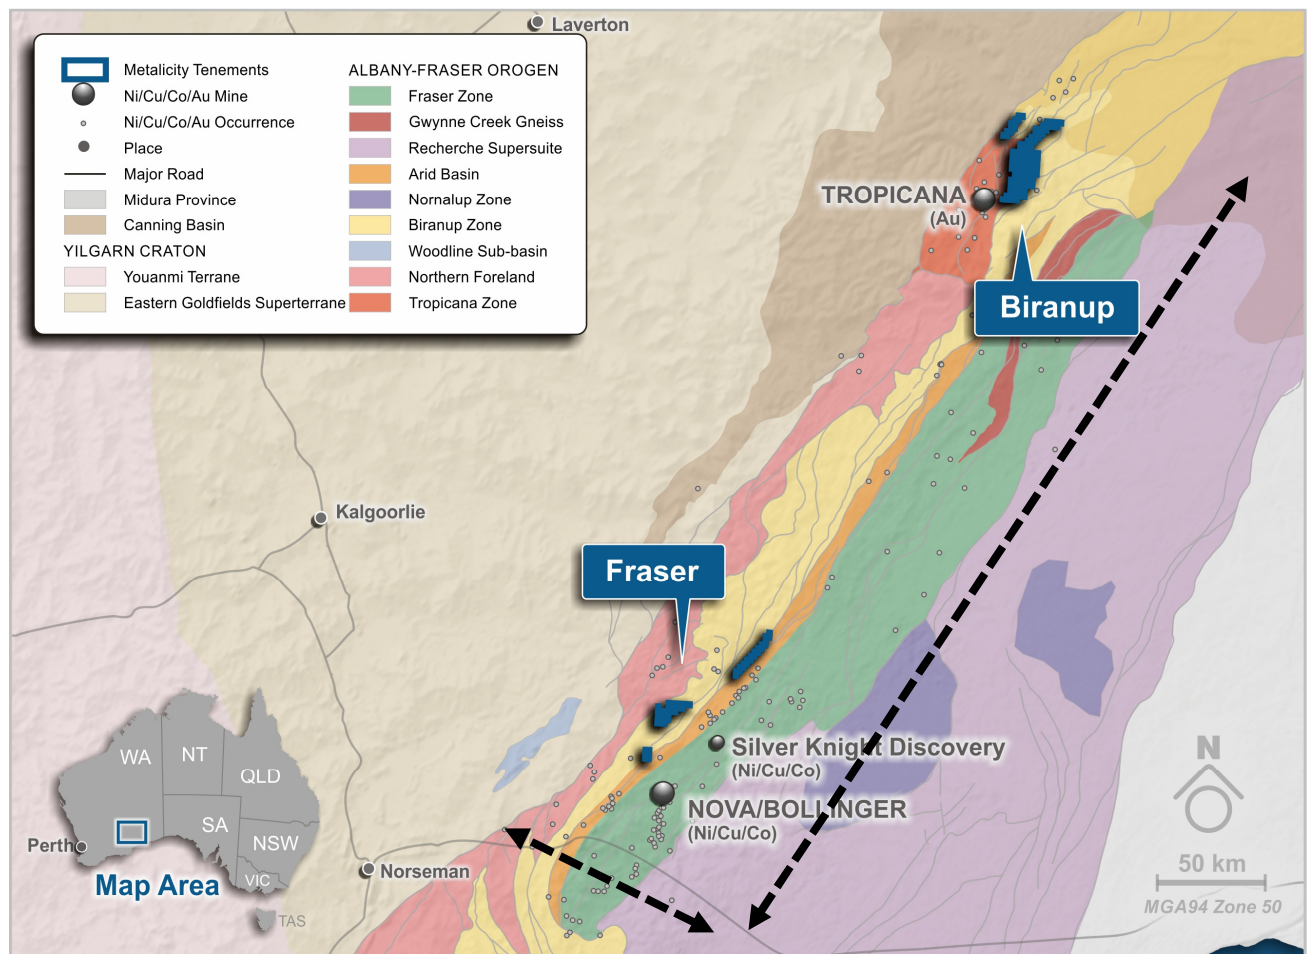 Laverton
Metalicity Tenements
Ni/Cu/Co/Au Mine
Ni/Cu/Co/Au Occurrence
Place
Major Road
Midura Province
Canning Basin
YILGARN CRATON
Youanmi Terrane
Eastern Goldfields Superterrane
ALBANY-FRASER OROGEN
Fraser Zone
Gwynne Creek Gneiss
Recherche Supersuite
Arid Basin
Nornalup Zone
Biranup Zone
Woodline Sub-basin
Northern Foreland
Tropicana Zone
TROPICANA
(Au)
Biranup
Kalgoorlie
Fraser
Silver Knight Discovery
(Ni/Cu/Co)
NOVA/BOLLINGER
(Ni/Cu/Co)
Norseman
WA
NT
QLD
SA
NSW
VIC
TAS
Perth
Map Area
N
50 km
MGA94 Zone 50